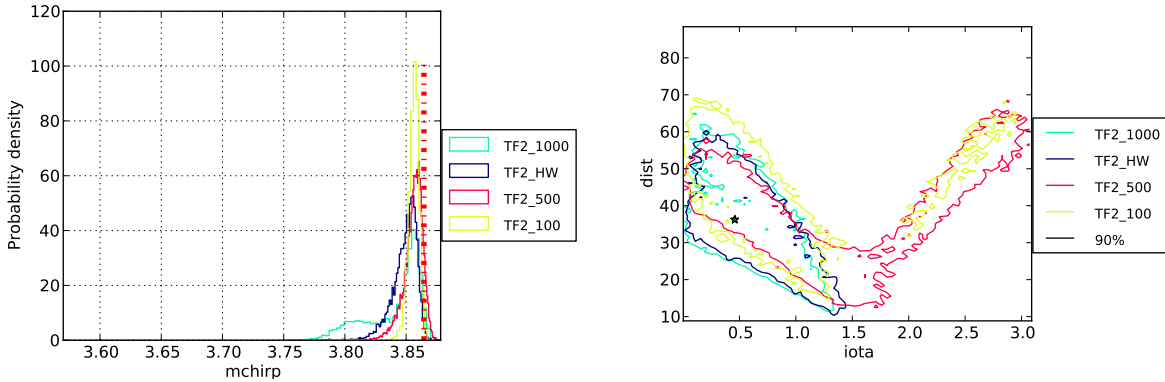 120
100
80
60
40
20
0
3.60 3.65 3.70 3.75 3.80 3.85
mchirp
Probability density
TF2_1000
TF2_HW
TF2_500
TF2_100
80
70
60
50
40
30
20
10
0.5 1.0 1.5 2.0 2.5 3.0
iota
dist
TF2_1000
TF2_HW
TF2_500
TF2_100
90%